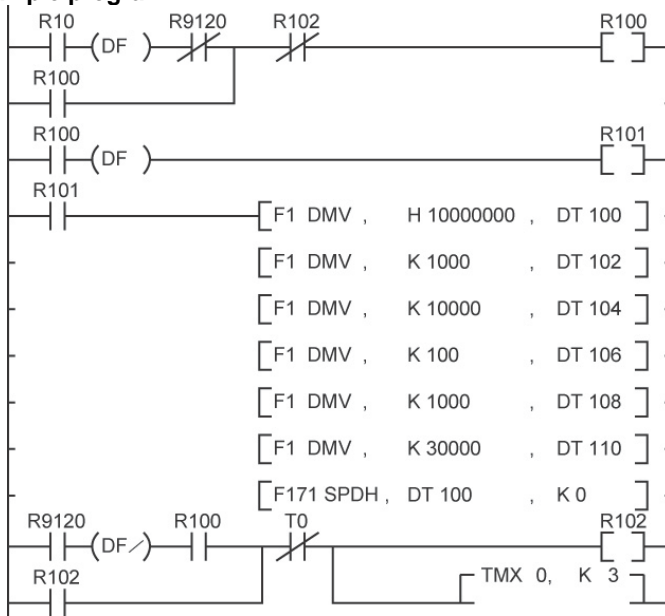 R10 R9120 R102 R100
(DF )
R100
R100 R101
(DF )
R101
F1 DMV , H 10000000 , DT 100
F1 DMV , K 1000 , DT 102
F1 DMV , K 10000 , DT 104
F1 DMV , K 100 , DT 106
F1 DMV , K 1000 , DT 108
F1 DMV , K 30000 , DT 110
F171 SPDH , DT 100 , K 0
R9120 R100 T0 R102
(DF/)
R102 TMX 0, K 3